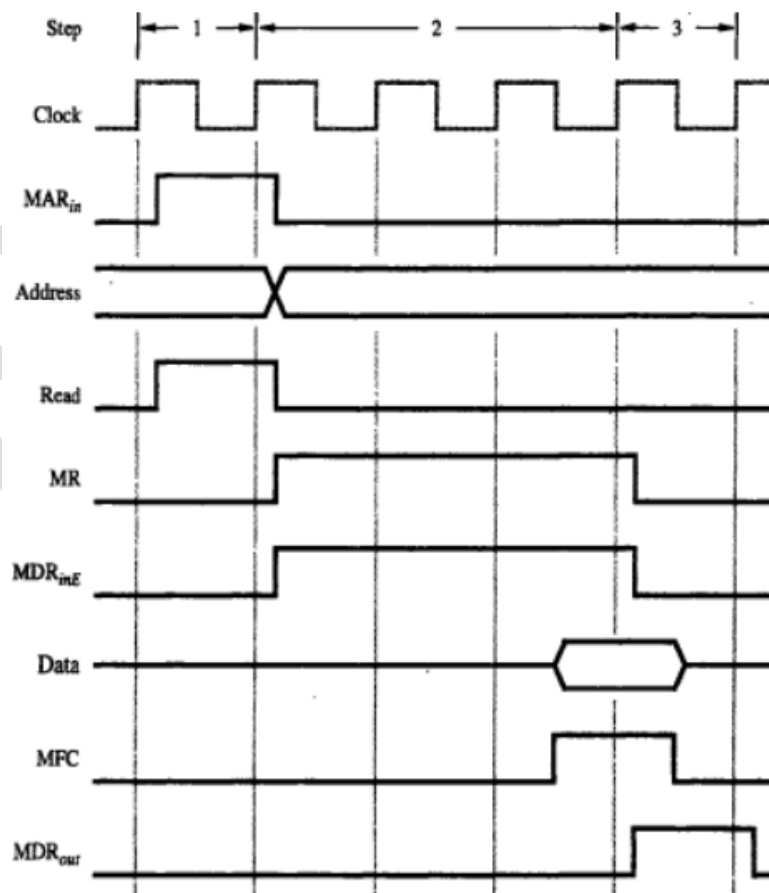 Step 1 2 3
Clock
MARin
Address
Read
MR
MDRinE
Data
MFC
MDRout